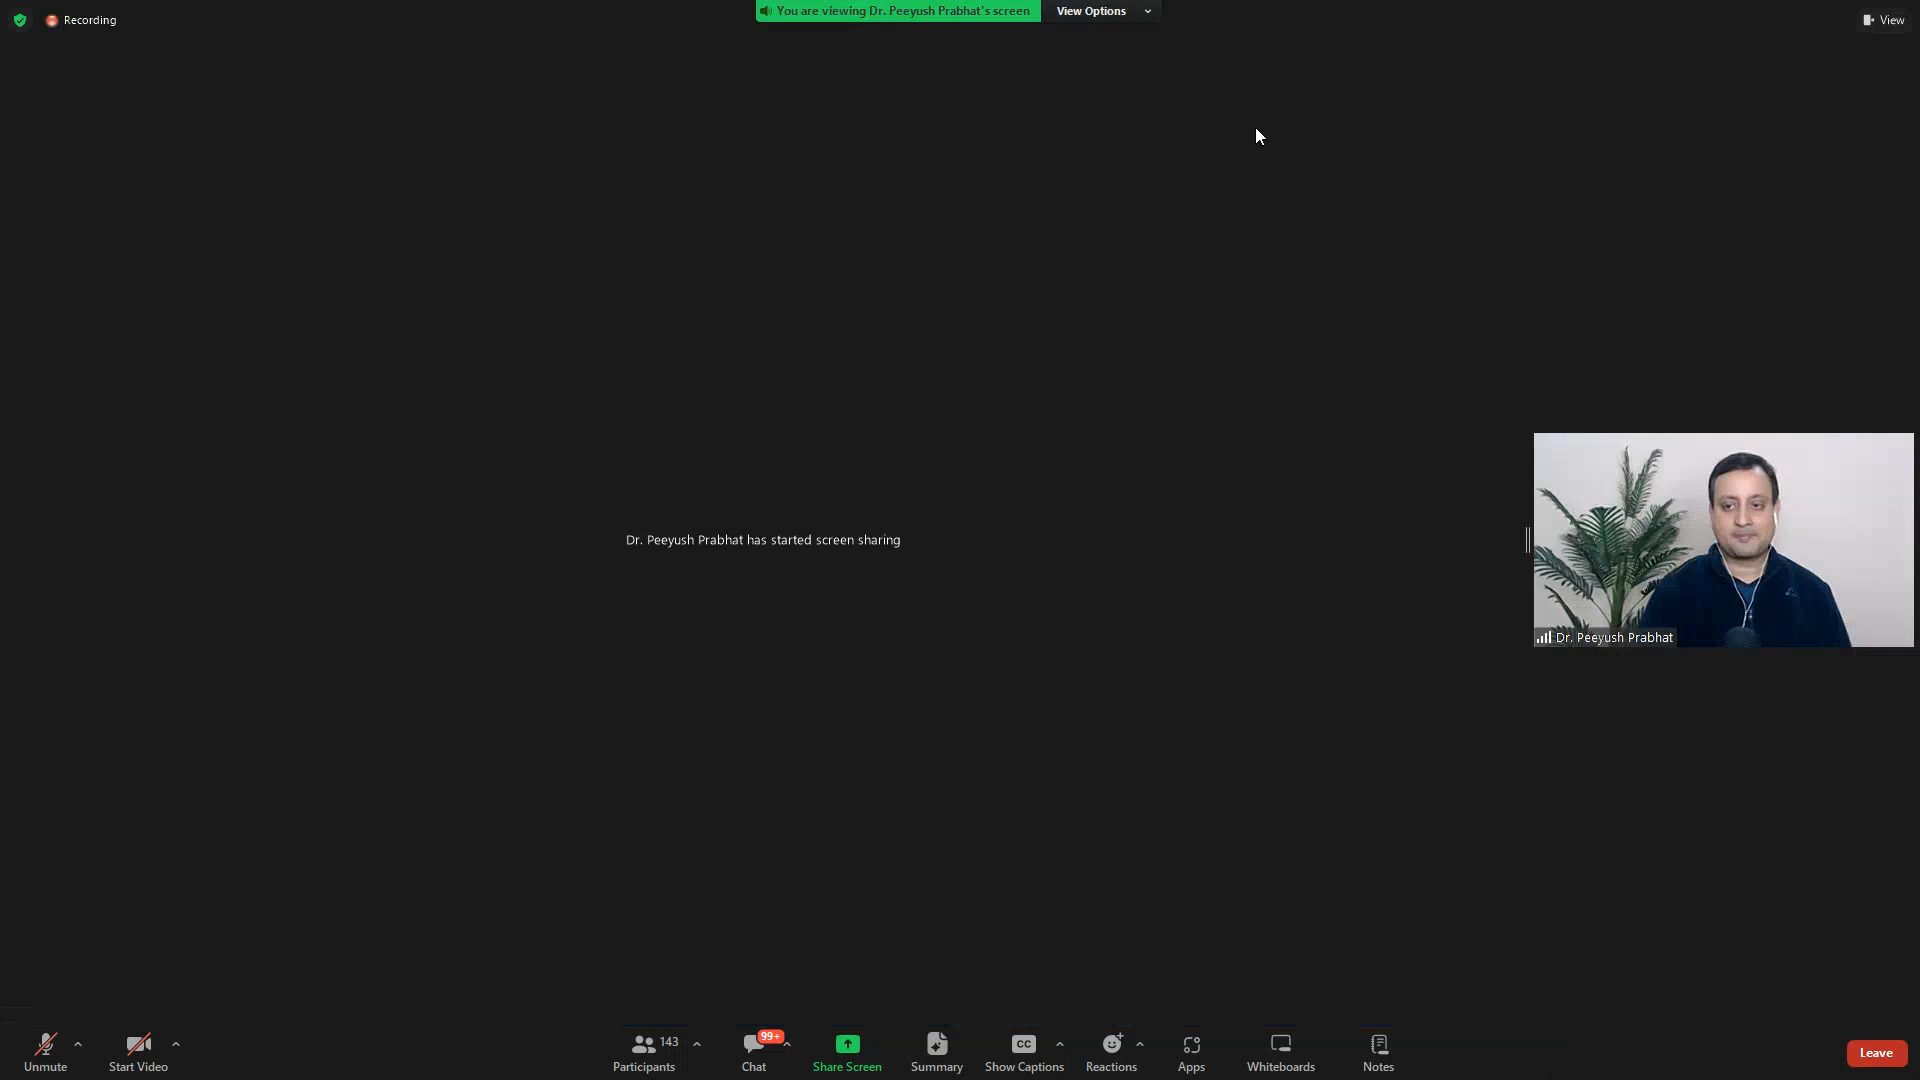 Recording
You are viewing Dr. Peeyush Prabhat's screen
View Options
View
Dr. Peeyush Prabhat has started screen sharing
Dr. Peeyush Prabhat
Unmute
Start Video
143
Participants
99+
Chat
Share Screen
Summary
CC
Show Captions
Reactions
Apps
Whiteboards
Notes
Leave